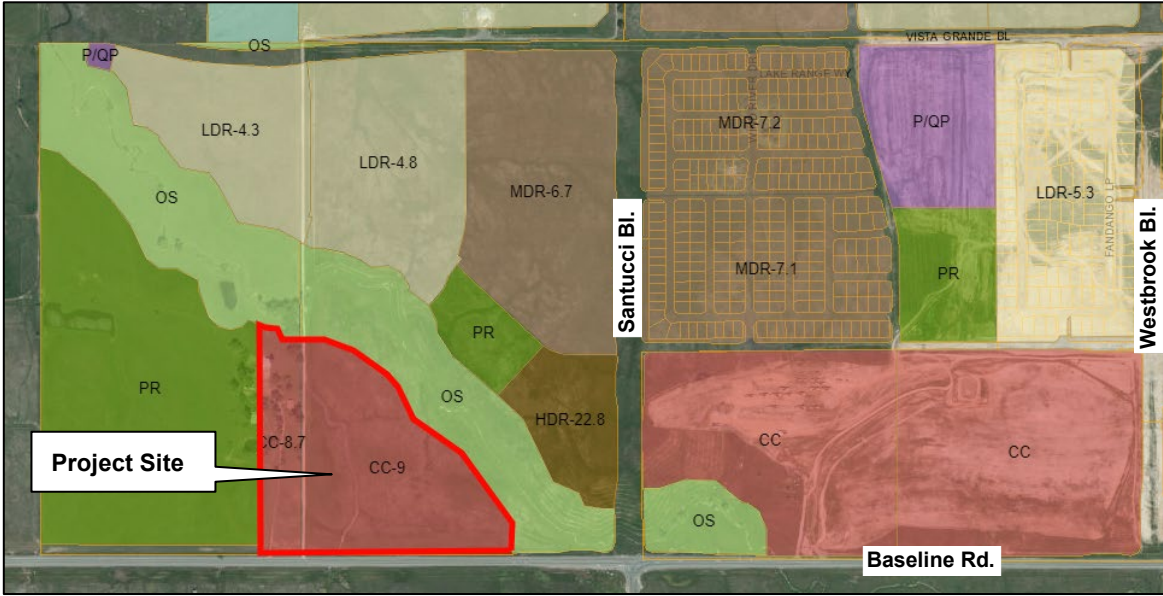 VISTA GRANDE BL
OS
P/QP
LAKE RANGE WY
LDR-4.3
MDR-7.2
P/QP
LDR-4.8
MDR-6.7
LDR-5.3
OS
FANDANGO LP
Santucci Bl.
MDR-7.1
PR
Westbrook Bl.
PR
PR
OS
HDR-22.8
CC-8.7
CC-9
CC
CC
Project Site
OS
Baseline Rd.